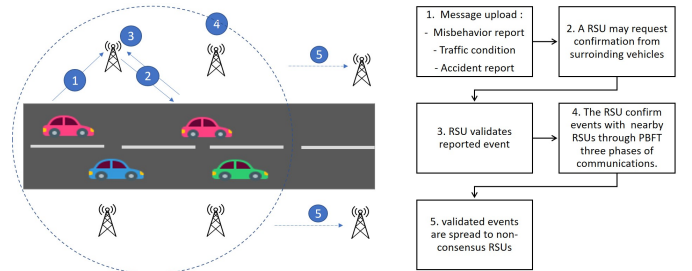 3
4
5
1
2
5
1. Message upload :
- Misbehavior report
- Traffic condition
- Accident report
2. A RSU may request
confirmation from
surroinding vehicles
3. RSU validates
reported event
4. The RSU confirm
events with nearby
RSUs through PBFT
three phases of
communications.
5. validated events
are spread to non-
consensus RSUs